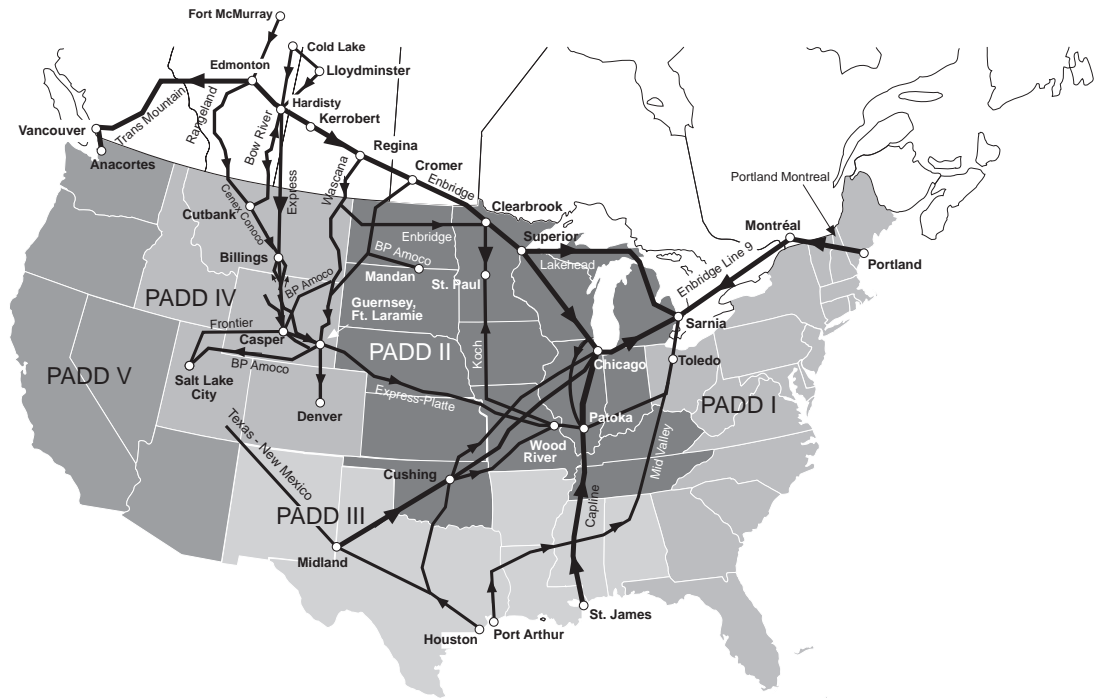 Fort McMurray
Cold Lake
Edmonton
Lloydminster
Hardisty
Kerrobert
Trans Mountain
Rangeland
Bow River
Vancouver
Anacortes
Regina
Cromer
Enbridge
Portland Montreal
Express
Wascana
Cenex
Conoco
Cutbank
Clearbrook
Montréal
Enbridge
Superior
Billings
BP Amoco
Lakehead
Enbridge Line 9
Portland
Mandan
St. Paul
BP Amoco
PADD IV
Guernsey,
Ft. Laramie
Sarnia
Frontier
Casper
PADD II
Koch
Chicago
Toledo
BP Amoco
PADD V
Salt Lake
City
Denver
Express-Platte
PADD I
Patoka
Wood
River
Mid Valley
Texas - New Mexico
Cushing
Capline
PADD III
Midland
St. James
Houston
Port Arthur